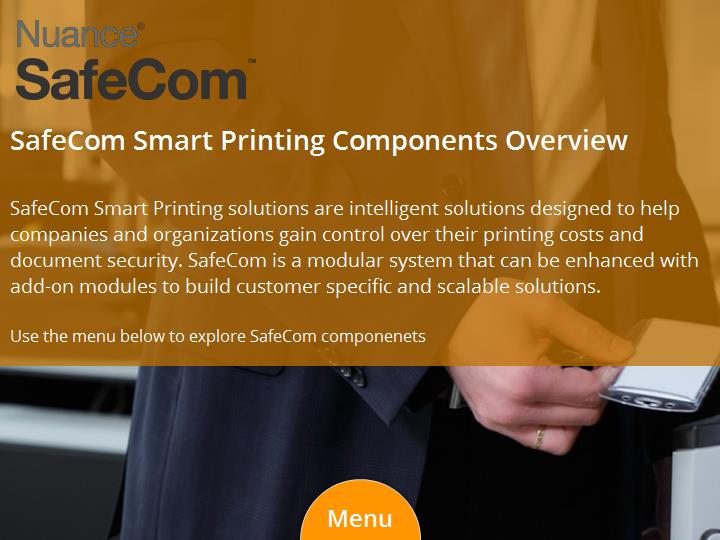 Nuance®
SafeCom™
SafeCom Smart Printing Components Overview
SafeCom Smart Printing solutions are intelligent solutions designed to help
companies and organizations gain control over their printing costs and
document security. SafeCom is a modular system that can be enhanced with
add-on modules to build customer specific and scalable solutions.
Use the menu below to explore SafeCom componenets
Menu